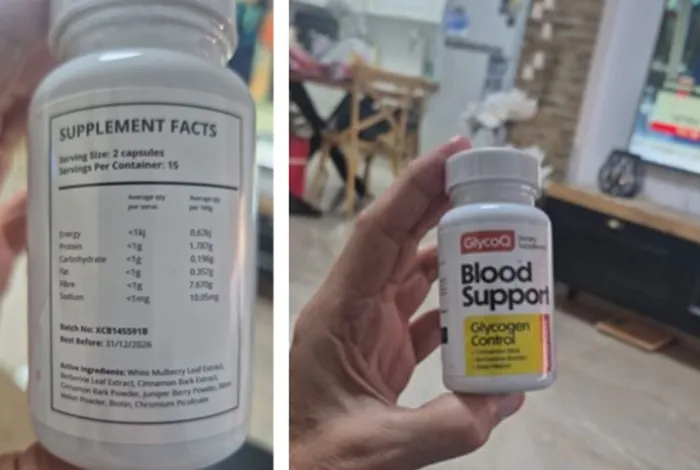 SUPPLEMENT FACTS
Serving Size: 2 capsules
Servings Per Container: 15
Average qty Average qty
per serve. per 100g
Energy <1kj 0.67kj
Protein <1g 1.787g
Carbohydrate <1g 0.196g
Fat <1g 0.357g
Fibre <1g 7.670g
Sodium <1mg 10.05mg
Batch No: XCB145591B
Best Before: 31/12/2026
Active ingredients: White Mulberry Leaf Extract,
Berberine Leaf Extract, Cinnamon Bark Extract,
Cinnamon Bark Powder, Juniper Berry Powder, Bitter
Melon Powder, Biotin, Chromium Picolinate
GlycoQ
Dietary
Supplement
Blood
Support
Glycogen
Control